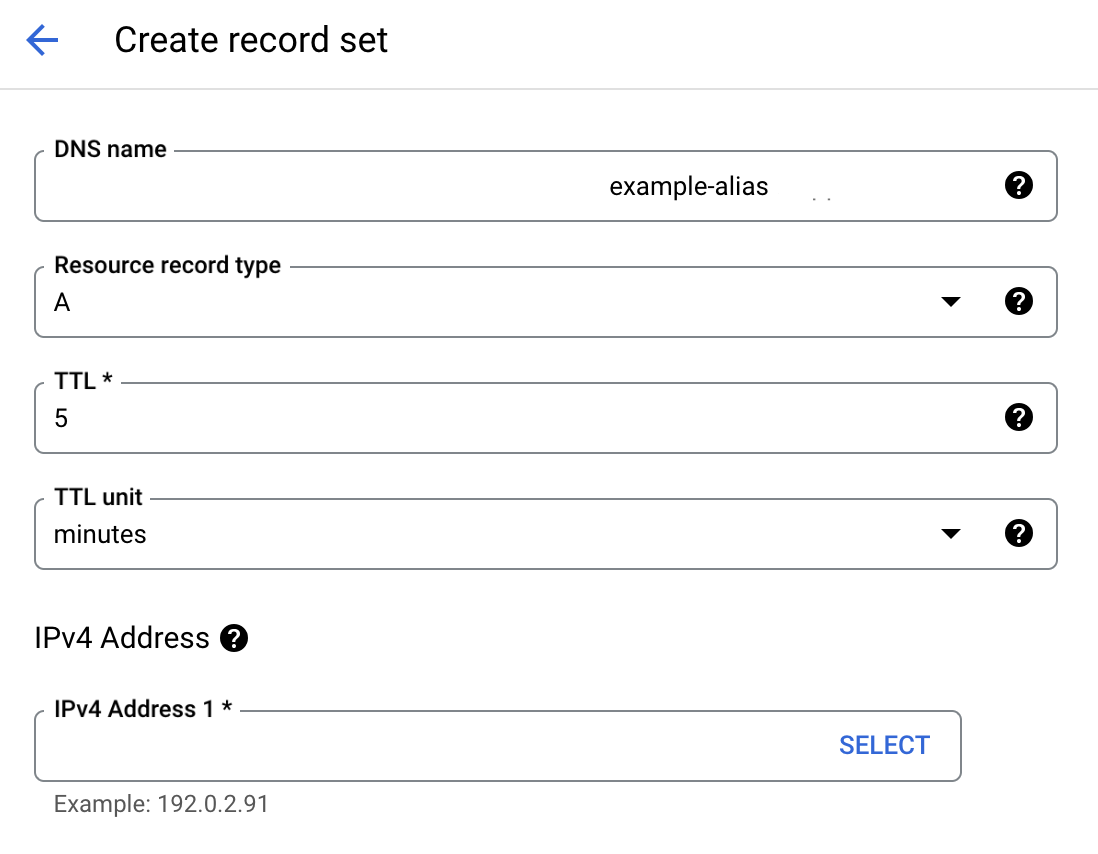 Create record set
DNS name
example-alias
Resource record type
A
TTL *
5
TTL unit
minutes
IPv4 Address
IPv4 Address 1 *
SELECT
Example: 192.0.2.91